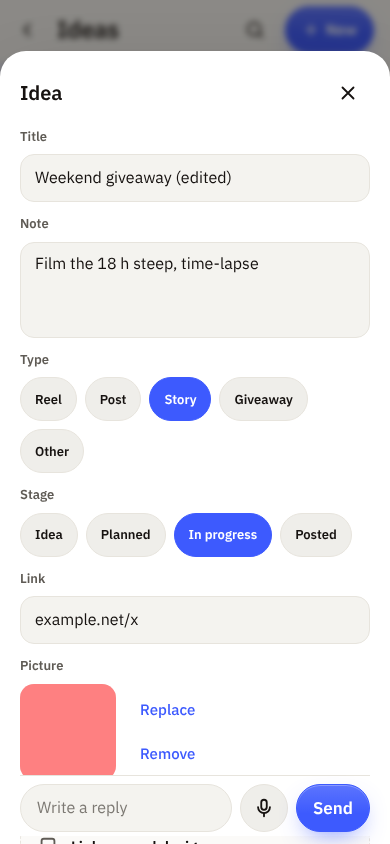 Ideas
+ New
Idea
Title
Weekend giveaway (edited)
Note
Film the 18 h steep, time-lapse
Type
Reel
Post
Story
Giveaway
Other
Stage
Idea
Planned
In progress
Posted
Link
example.net/x
Picture
Replace
Remove
Write a reply
Send